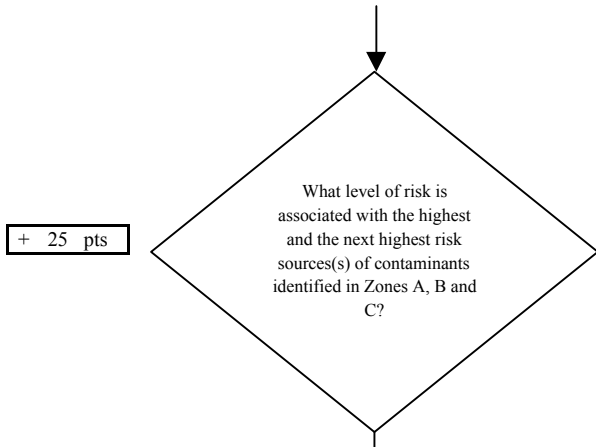 What level of risk is
associated with the highest
and the next highest risk
sources(s) of contaminants
identified in Zones A, B and
C?
+ 25 pts